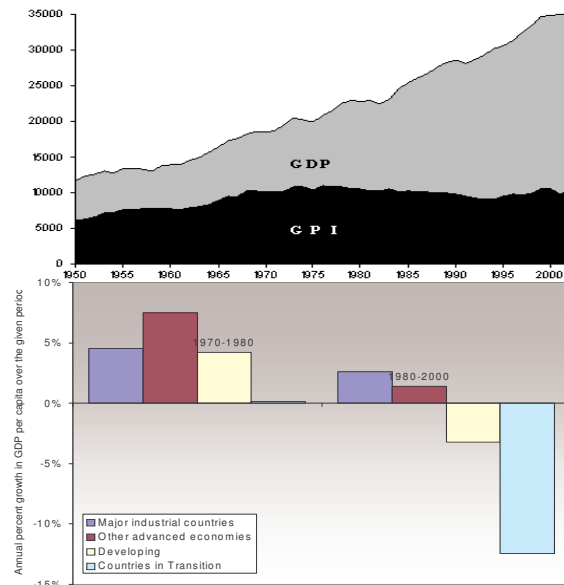 35000
30000
25000
20000
15000
10000
5000
0
GDP
GPI
1950 1955 1960 1965 1970 1975 1980 1985 1990 1995 2000
Annual percent growth in GDP per capita over the given period
10%
5%
0%
-5%
-10%
-15%
1970-1980
1980-2000
Major industrial countries
Other advanced economies
Developing
Countries in Transition